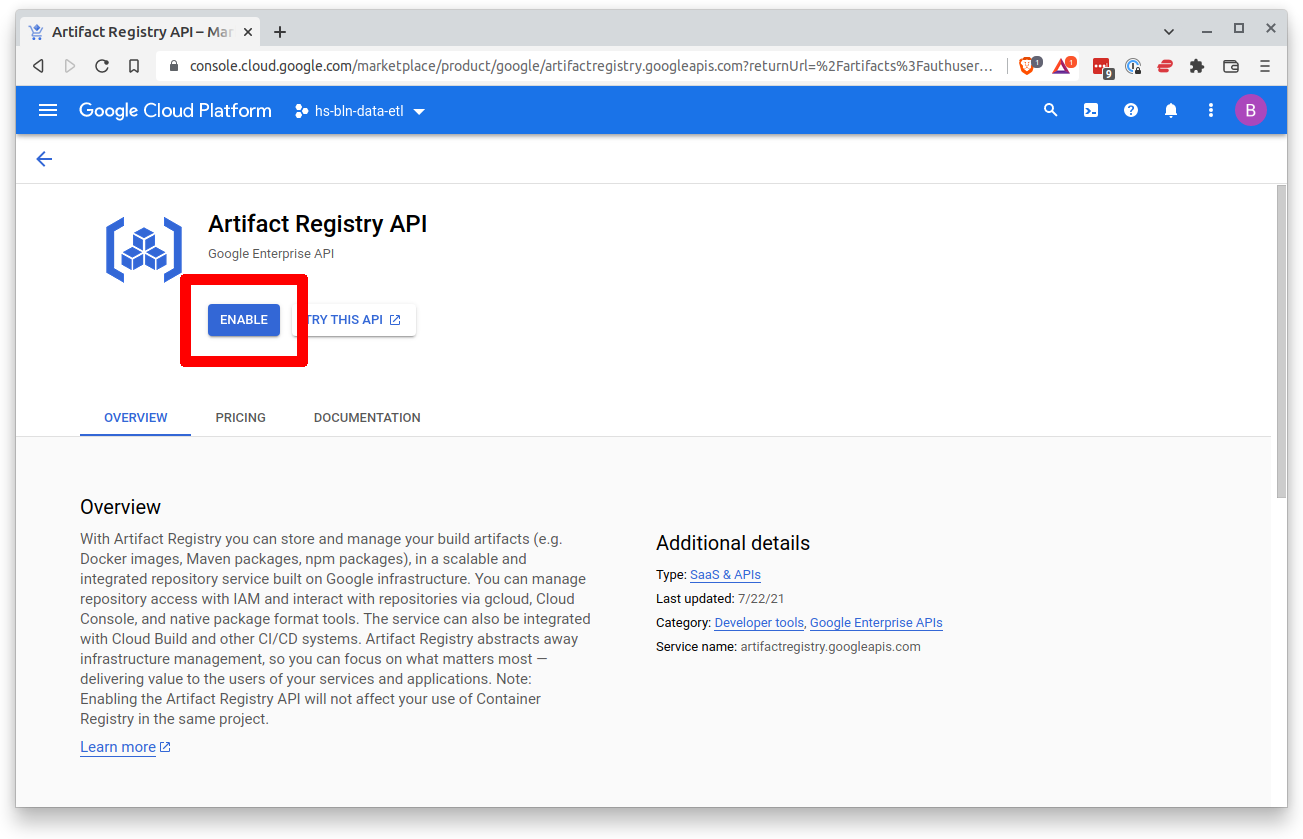 Artifact Registry API – Mar
console.cloud.google.com/marketplace/product/google/artifactregistry.googleapis.com?returnUrl=%2Fartifacts%3Fauthuser...
1
1
9
Google Cloud Platform
hs-bln-data-etl
B
Artifact Registry API
Google Enterprise API
ENABLE
TRY THIS API
OVERVIEW
PRICING
DOCUMENTATION
Overview
With Artifact Registry you can store and manage your build artifacts (e.g.
Docker images, Maven packages, npm packages), in a scalable and
integrated repository service built on Google infrastructure. You can manage
repository access with IAM and interact with repositories via gcloud, Cloud
Console, and native package format tools. The service can also be integrated
with Cloud Build and other CI/CD systems. Artifact Registry abstracts away
infrastructure management, so you can focus on what matters most —
delivering value to the users of your services and applications. Note:
Enabling the Artifact Registry API will not affect your use of Container
Registry in the same project.
Learn more
Additional details
Type: SaaS & APIs
Last updated: 7/22/21
Category: Developer tools, Google Enterprise APIs
Service name: artifactregistry.googleapis.com